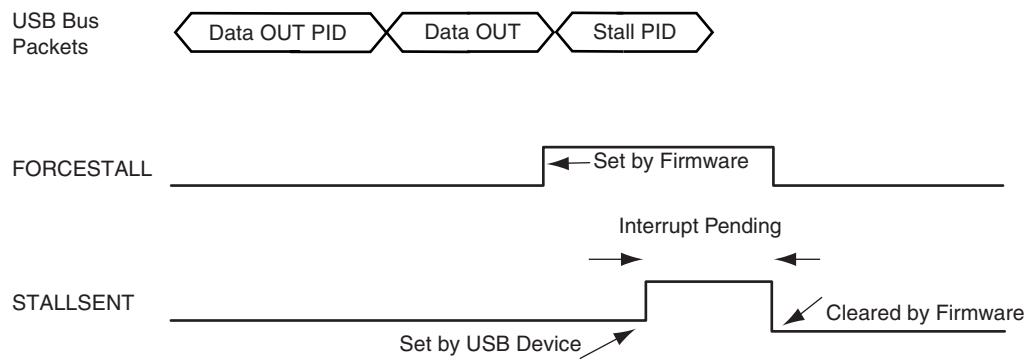 USB Bus
Packets
Data OUT PID
Data OUT
Stall PID
FORCESTALL
Set by Firmware
Interrupt Pending
STALLSENT
Cleared by Firmware
Set by USB Device